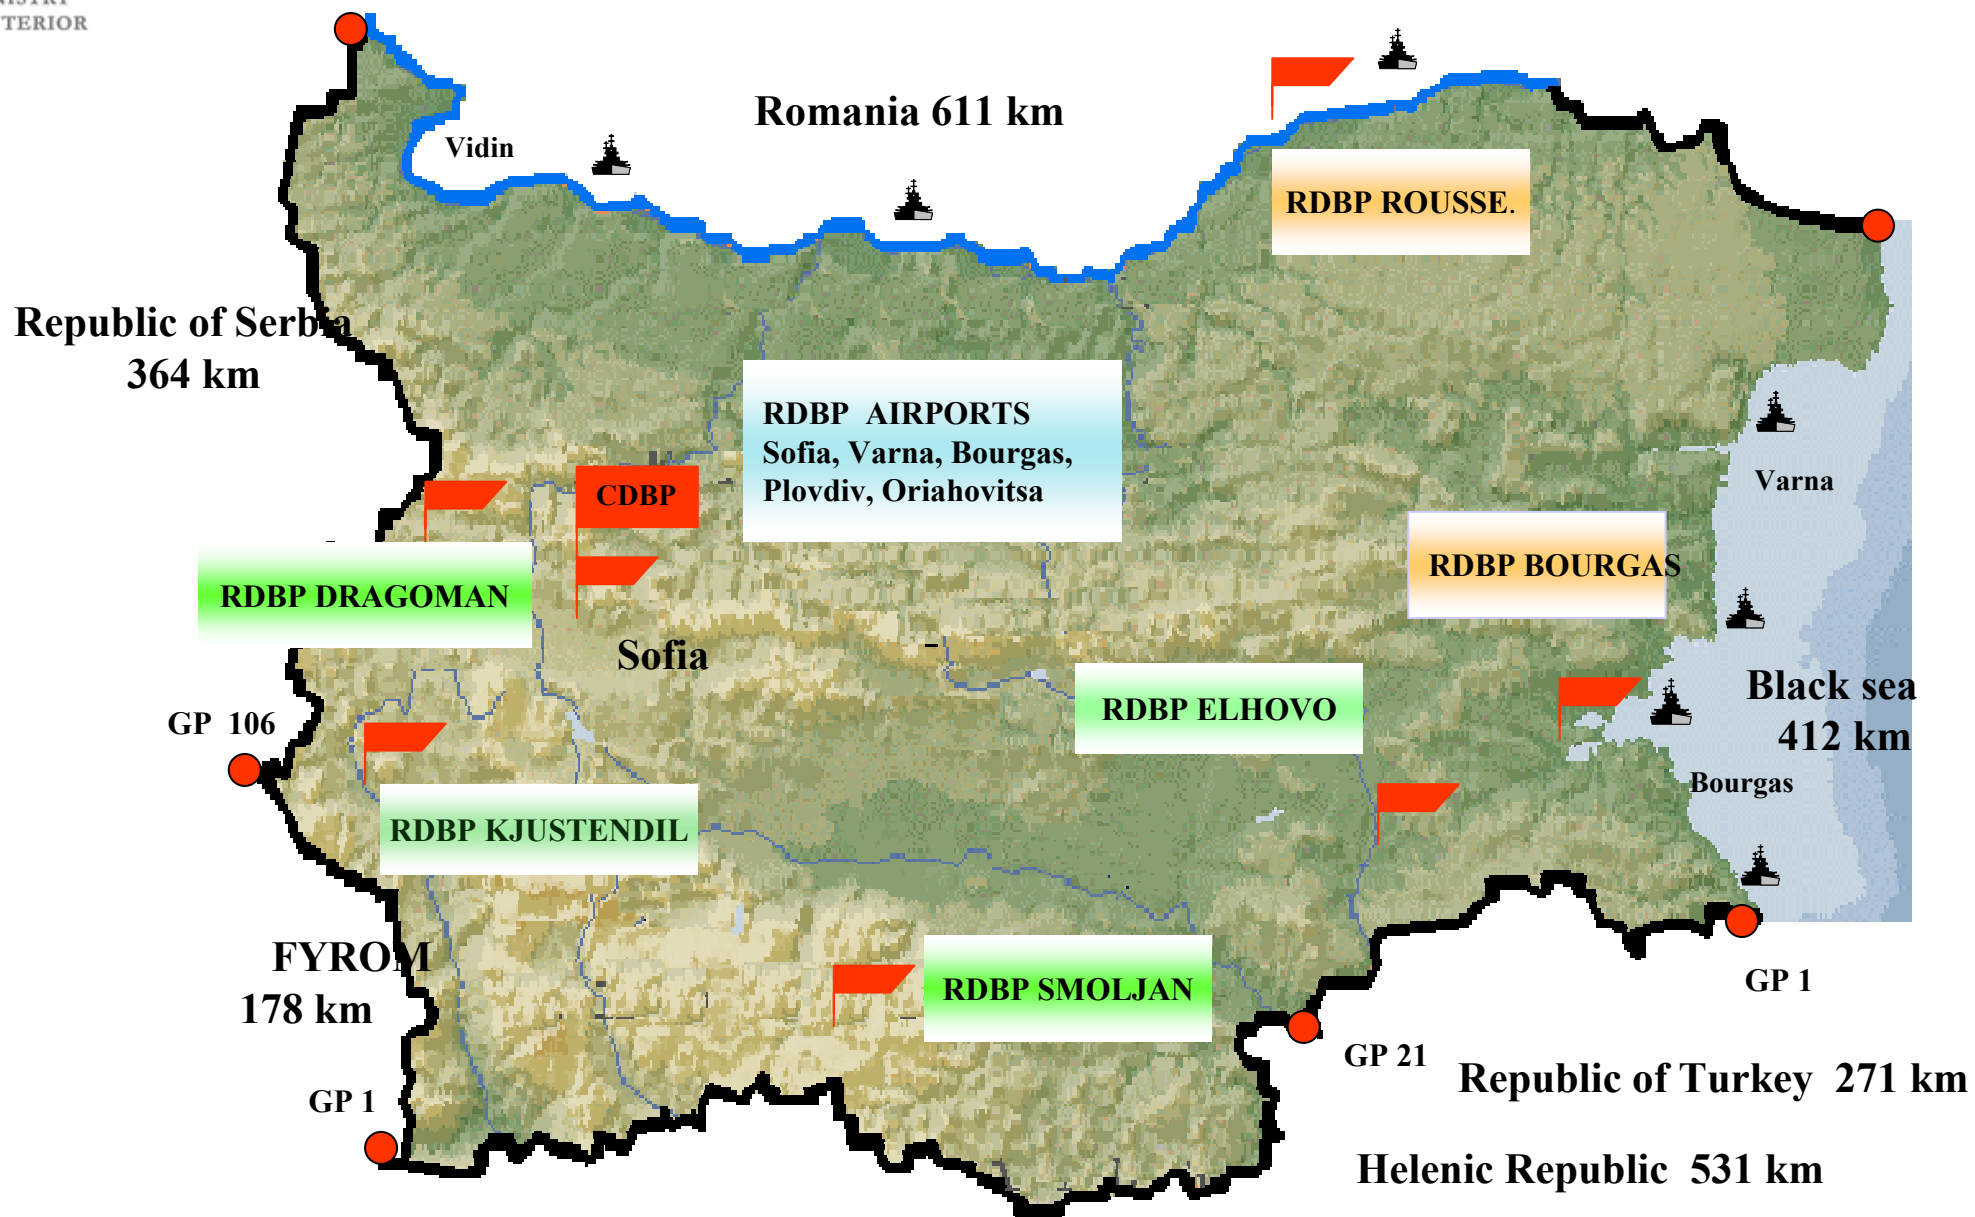 TERIOR
Romania 611 km
Vidin
RDBP ROUSSE.
Republic of Serbia
364 km
RDBP AIRPORTS
Sofia, Varna, Bourgas,
Plovdiv, Oriahovitsa
CDBP
Varna
RDBP BOURGAS
RDBP DRAGOMAN
Sofia
RDBP ELHOVO
Black sea
412 km
GP 106
Bourgas
RDBP KJUSTENDIL
FYROM
178 km
RDBP SMOLJAN
GP 1
GP 21
Republic of Turkey 271 km
GP 1
Helenic Republic 531 km